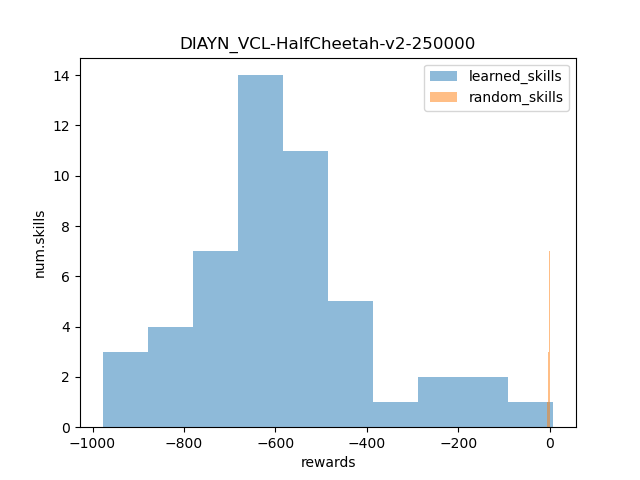 DIAYN_VCL-HalfCheetah-v2-250000
learned_skills
random_skills
num.skills
14
12
10
8
6
4
2
0
−1000 −800 −600 −400 −200 0
rewards